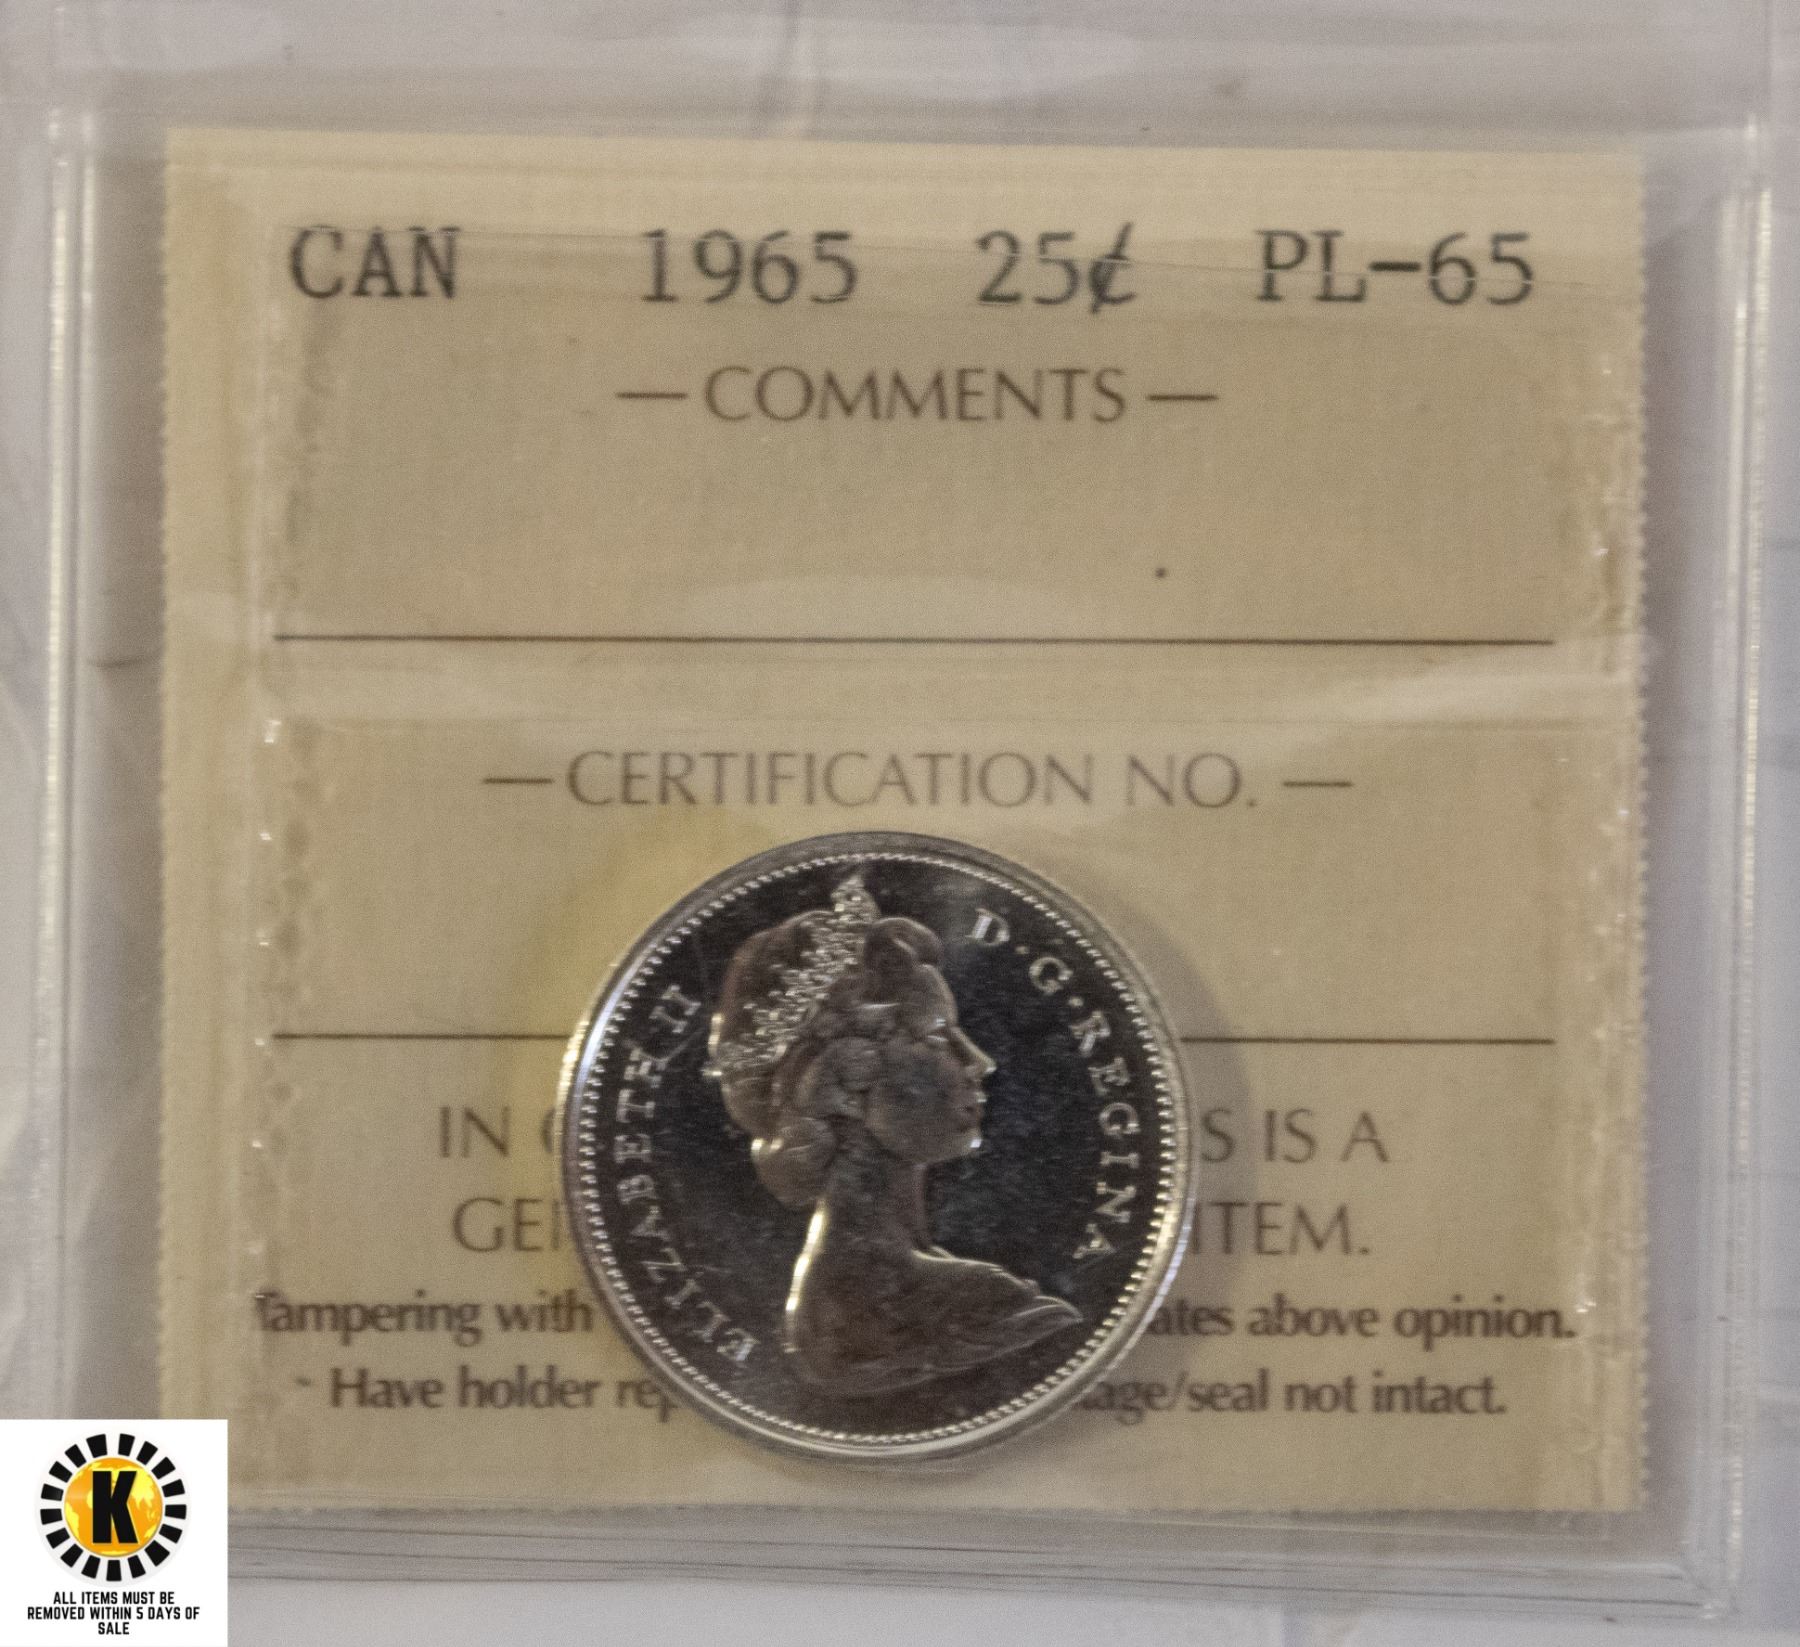 CAN 1965 25¢ PL-65
— COMMENTS —
— CERTIFICATION NO. —
ELIZABETH II D·G·REGINA
IN S IS A
GE ITEM.
Tampering with ates above opinion.
Have holder rep age/seal not intact.
K
ALL ITEMS MUST BE
REMOVED WITHIN 5 DAYS OF
SALE